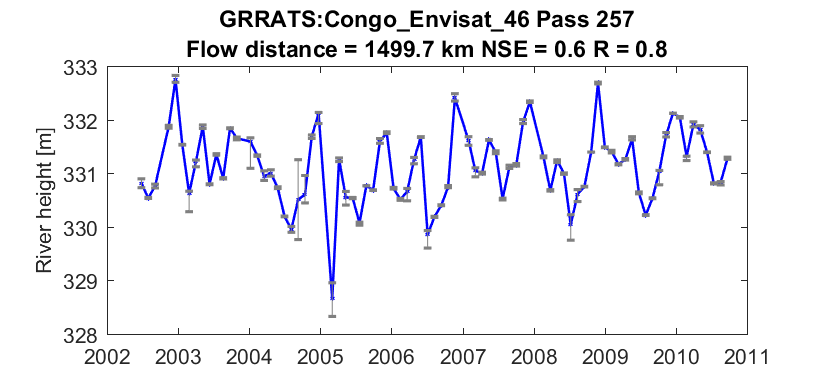 GRRATS:Congo_Envisat_46 Pass 257
Flow distance = 1499.7 km NSE = 0.6 R = 0.8
River height [m]
333
332
331
330
329
328
2002 2003 2004 2005 2006 2007 2008 2009 2010 2011